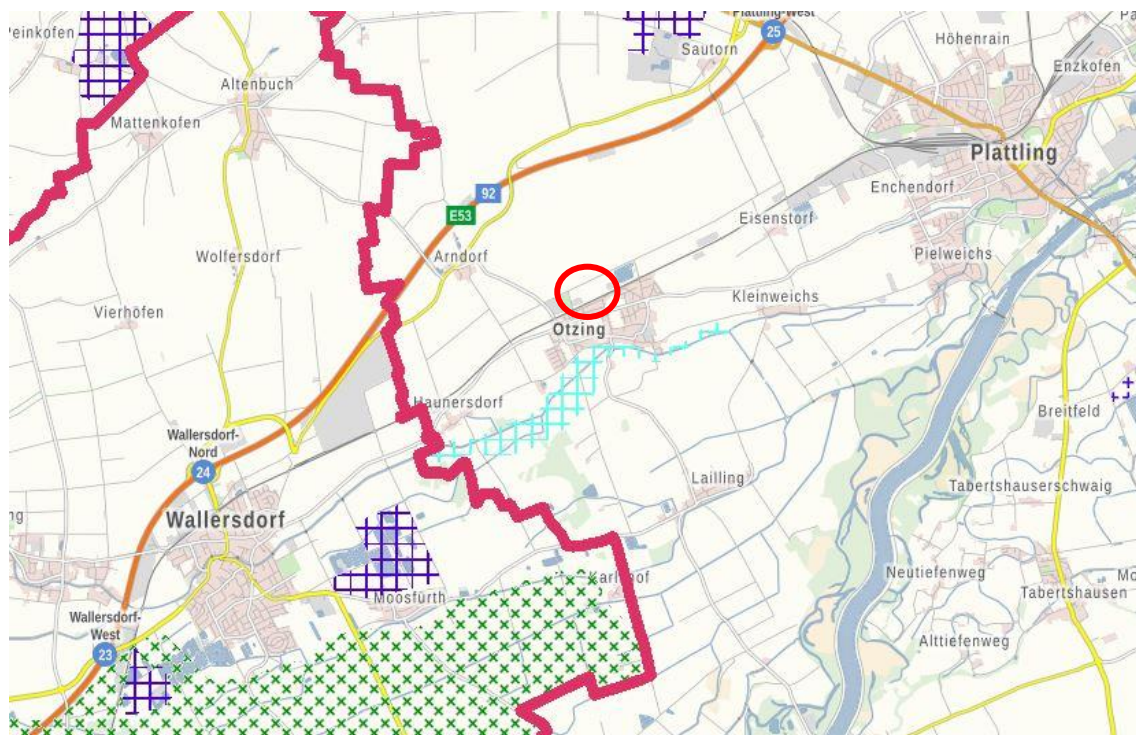 Plattling-West
25
Peinkofen
Sautorn
Höhenrain
Enzkofen
Altenbuch
Mattenkofen
Plattling
Enchendorf
92
E53
Eisenstorf
Wolfersdorf
Arndorf
Pielweichs
Kleinweichs
Vierhöfen
Otzing
Haunersdorf
Breitfeld
Wallersdorf-
Nord
24
Lailling
Tabertshauserschwaig
Wallersdorf
Neutiefenweg
Moosfürth
Tabertshausen
Wallersdorf-
West
23
Alttiefenweg